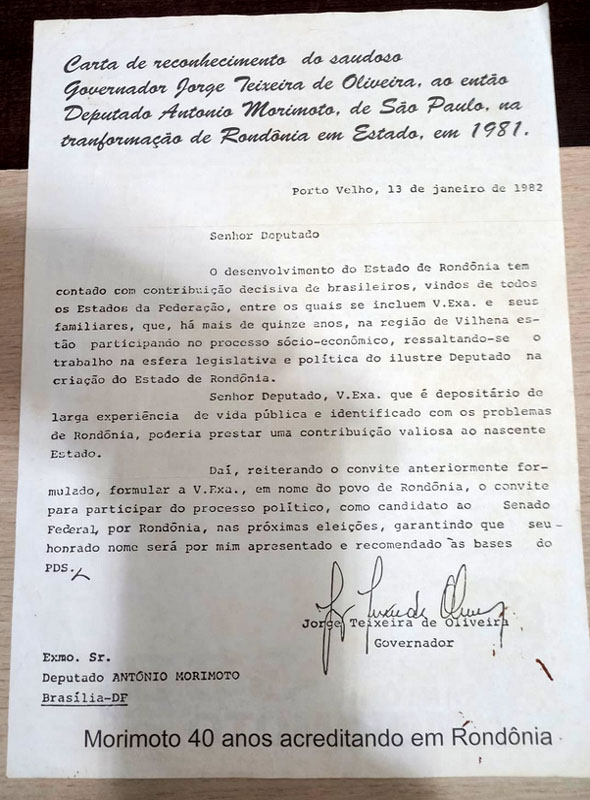 Carta de reconhecimento do saudoso
Governador Jorge Teixeira de Oliveira, ao então
Deputado Antonio Morimoto, de São Paulo, na
tranformação de Rondônia em Estado, em 1981.
Porto Velho, 13 de janeiro de 1982
Senhor Deputado
O desenvolvimento do Estado de Rondônia tem
contado com contribuição decisiva de brasileiros, vindos de todos
os Estados da Federação, entre os quais se incluem V.Exa. e seus
familiares, que, há mais de quinze anos, na região de Vilhena es-
tão participando no processo sócio-econômico, ressaltando-se o
trabalho na esfera legislativa e política do ilustre Deputado na
criação do Estado de Rondônia.
Senhor Deputado, V.Exa. que é depositário de
larga experiência de vida pública e identificado com os problemas
de Rondônia, poderia prestar uma contribuição valiosa ao nascente
Estado.
Daí, reiterando o convite anteriormente for-
mulado, formular a V.Exa., em nome do povo de Rondônia, o convite
para participar do processo político, como candidato ao Senado
Federal, por Rondônia, nas próximas eleições, garantindo que seu
honrado nome será por mim apresentado e recomendado às bases do
PDS.
Jorge Teixeira de Oliveira
Governador
Exmo. Sr.
Deputado ANTÔNIO MORIMOTO
Brasília-DF
Morimoto 40 anos acreditando em Rondônia